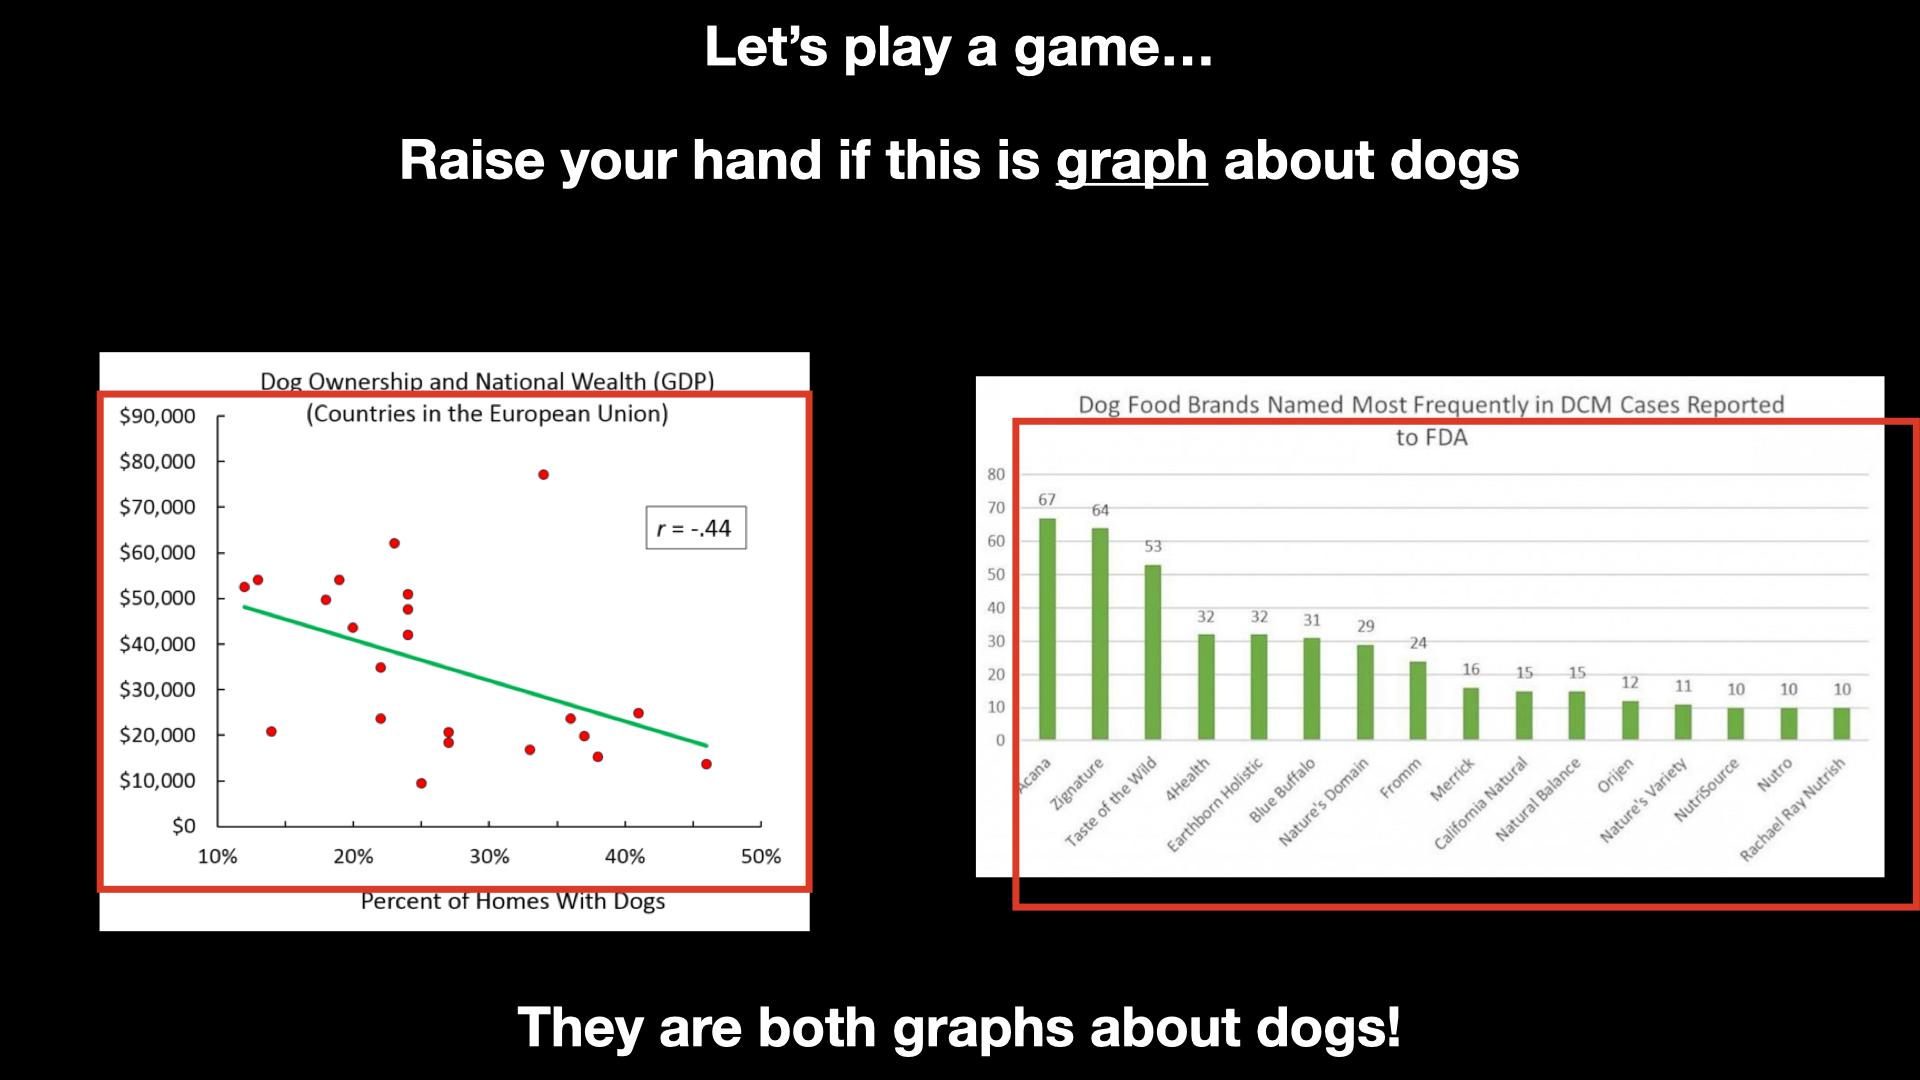 Let’s play a game…
Raise your hand if this is graph about dogs
Dog Ownership and National Wealth (GDP)
(Countries in the European Union)
$90,000
$80,000
$70,000
$60,000
$50,000
$40,000
$30,000
$20,000
$10,000
$0
r = -.44
10% 20% 30% 40% 50%
Percent of Homes With Dogs
Dog Food Brands Named Most Frequently in DCM Cases Reported
to FDA
80
70
60
50
40
30
20
10
0
67 64 53 32 32 31 29 24 16 15 15 12 11 10 10 10
Acana
Zignature
Taste of the Wild
4Health
Earthborn Holistic
Blue Buffalo
Nature's Domain
Fromm
Merrick
California Natural
Natural Balance
Orijen
Nature's Variety
NutriSource
Nutro
Rachael Ray Nutrish
They are both graphs about dogs!